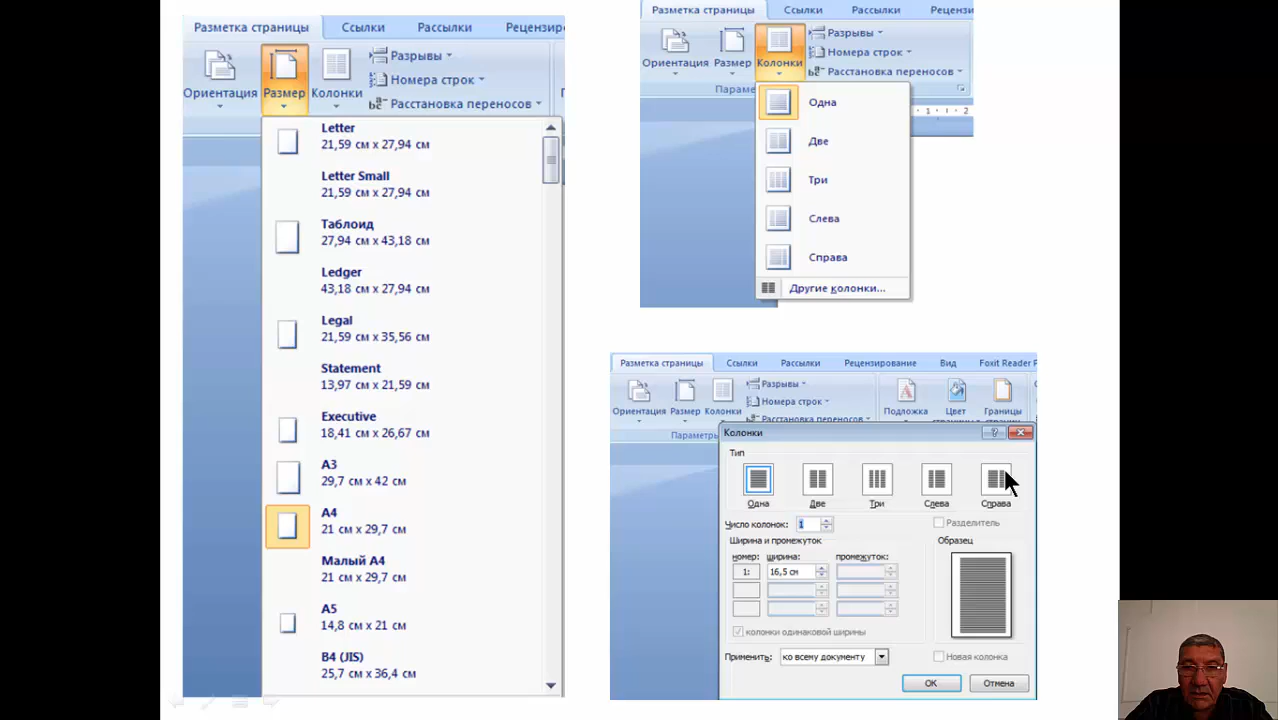 Разметка страницы Ссылки Рассылки Рецензиро
Ориентация Размер Колонки
Разрывы
Номера строк
Расстановка переносов
Letter
21,59 см x 27,94 см
Letter Small
21,59 см x 27,94 см
Таблоид
27,94 см x 43,18 см
Ledger
43,18 см x 27,94 см
Legal
21,59 см x 35,56 см
Statement
13,97 см x 21,59 см
Executive
18,41 см x 26,67 см
A3
29,7 см x 42 см
A4
21 см x 29,7 см
Малый A4
21 см x 29,7 см
A5
14,8 см x 21 см
B4 (JIS)
25,7 см x 36,4 см
Разметка страницы Ссылки Рассылки Реценз
Ориентация Размер Колонки
Разрывы
Номера строк
Расстановка переносов
Параме
1 2
Одна
Две
Три
Слева
Справа
Другие колонки...
Разметка страницы Ссылки Рассылки Рецензирование Вид Foxit Reader P
Ориентация Размер Колонки
Разрывы
Номера строк
Расстановка переносов
Подложка Цвет Границы
Параметры
Колонки
Тип
Одна Две Три Слева Справа
Число колонок: 1
Разделитель
Ширина и промежуток
Образец
номер: ширина: промежуток:
1: 16,5 см
колонки одинаковой ширины
Применить: ко всему документу
Новая колонка
ОК Отмена